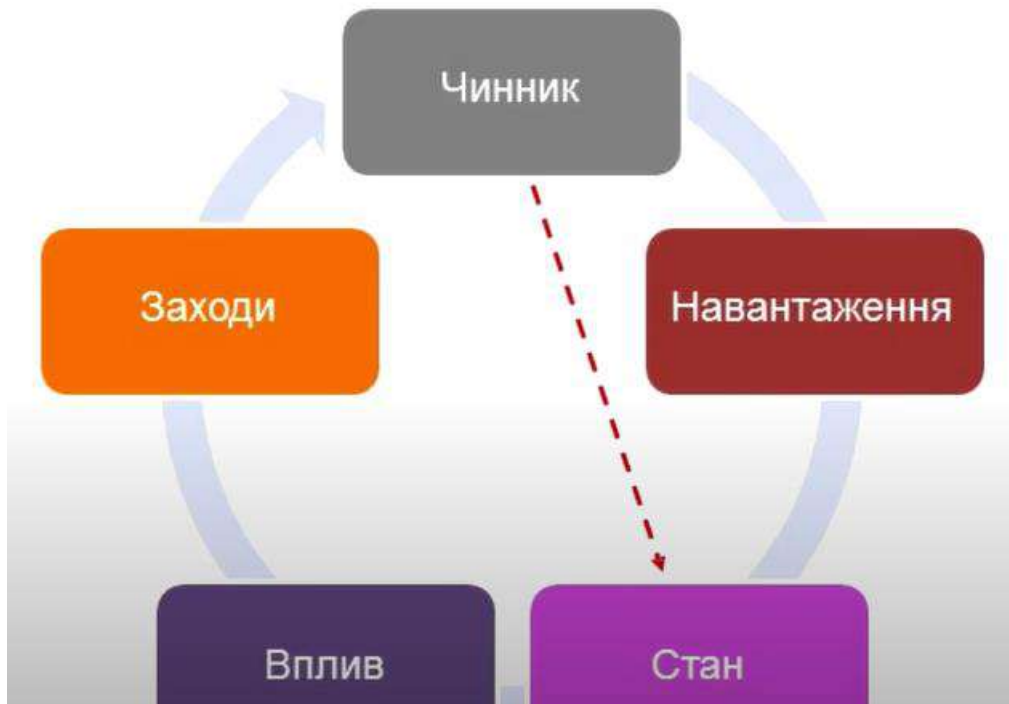 Чинник
Заходи
Навантаження
Вплив
Стан